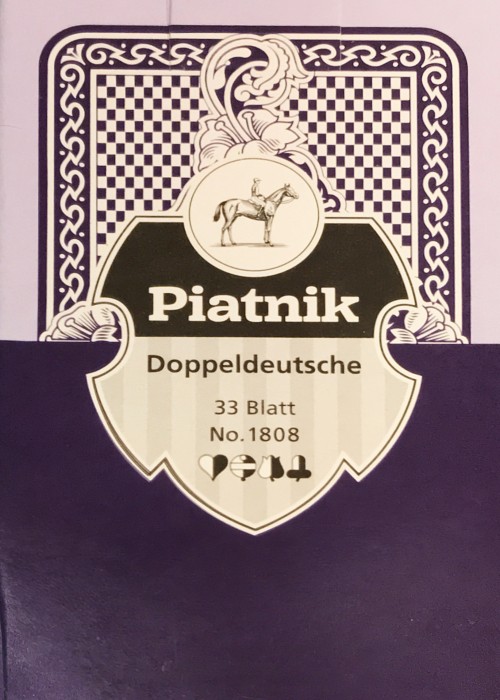 Piatnik
Doppeldeutsche
33 Blatt
No.1808